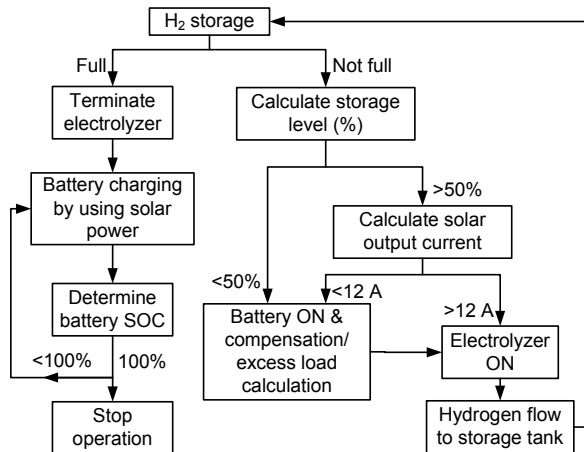 H₂ storage
Full
Not full
Terminate
electrolyzer
Calculate storage
level (%)
Battery charging
by using solar
power
>50%
Calculate solar
output current
Determine
battery SOC
<50%
<12 A
>12 A
Battery ON &
compensation/
excess load
calculation
Electrolyzer
ON
<100%
100%
Stop
operation
Hydrogen flow
to storage tank